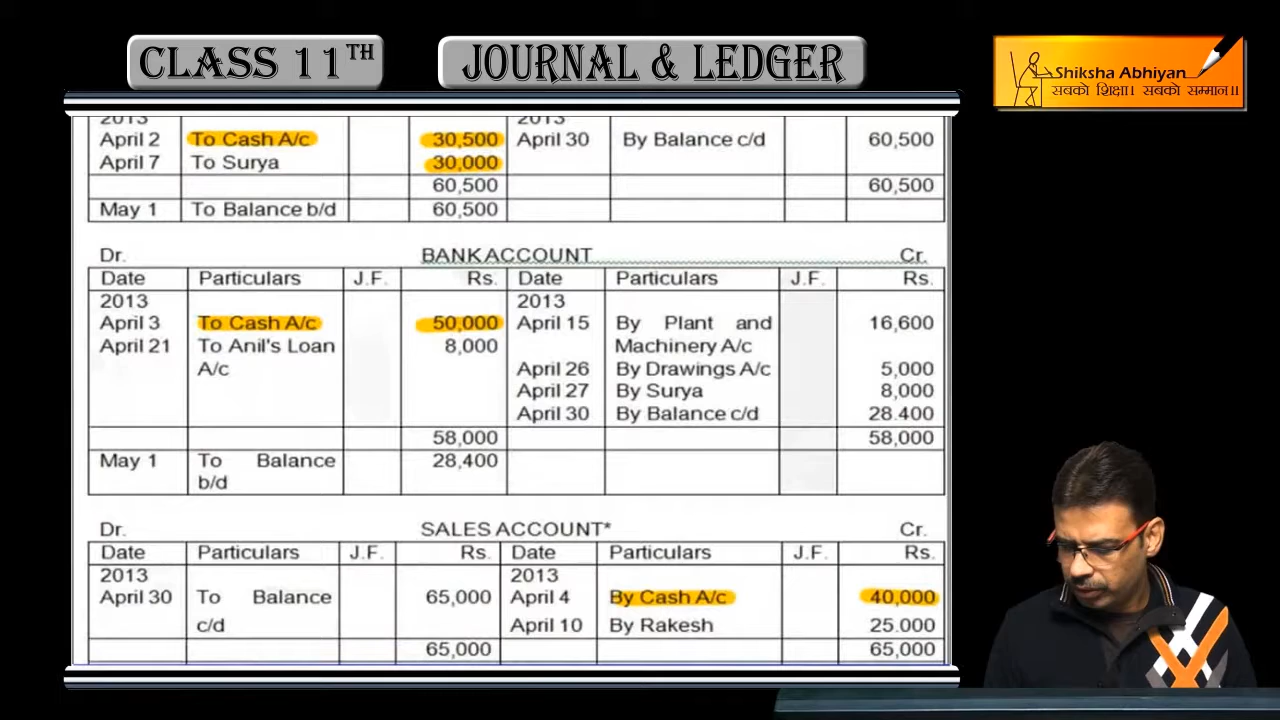 CLASS 11TH JOURNAL & LEDGER
Shiksha Abhiyan
सबको शिक्षा। सबको सम्मान॥
2013 2013
April 2 To Cash A/c 30,500 April 30 By Balance c/d 60,500
April 7 To Surya 30,000
60,500 60,500
May 1 To Balance b/d 60,500
Dr. BANK ACCOUNT Cr.
Date Particulars J.F. Rs. Date Particulars J.F. Rs.
2013 2013
April 3 To Cash A/c 50,000 April 15 By Plant and 16,600
April 21 To Anil's Loan 8,000 Machinery A/c
A/c April 26 By Drawings A/c 5,000
April 27 By Surya 8,000
April 30 By Balance c/d 28.400
58,000 58,000
May 1 To Balance 28,400
b/d
Dr. SALES ACCOUNT* Cr.
Date Particulars J.F. Rs. Date Particulars J.F. Rs.
2013 2013
April 30 To Balance 65,000 April 4 By Cash A/c 40,000
c/d April 10 By Rakesh 25.000
65,000 65,000